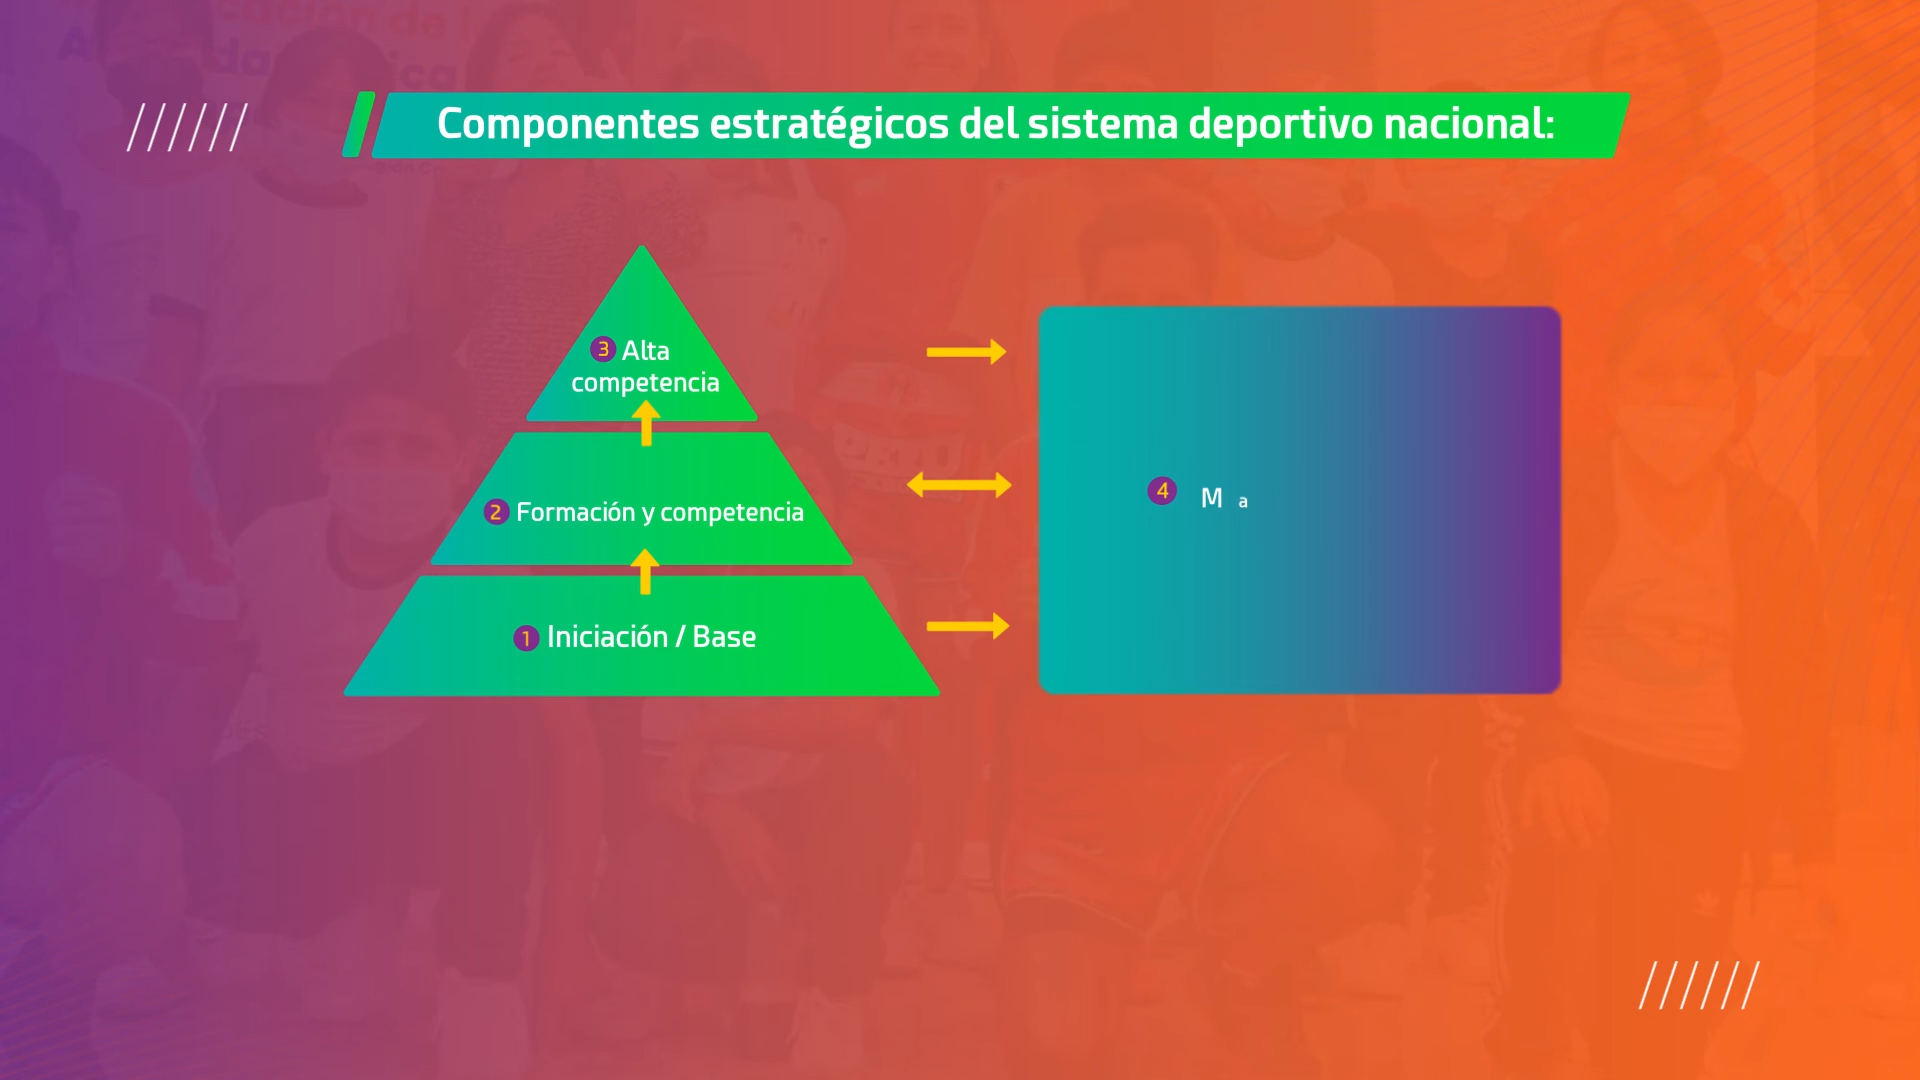 Componentes estratégicos del sistema deportivo nacional:
3 Alta
competencia
2 Formación y competencia
1 Iniciación / Base
4 M a